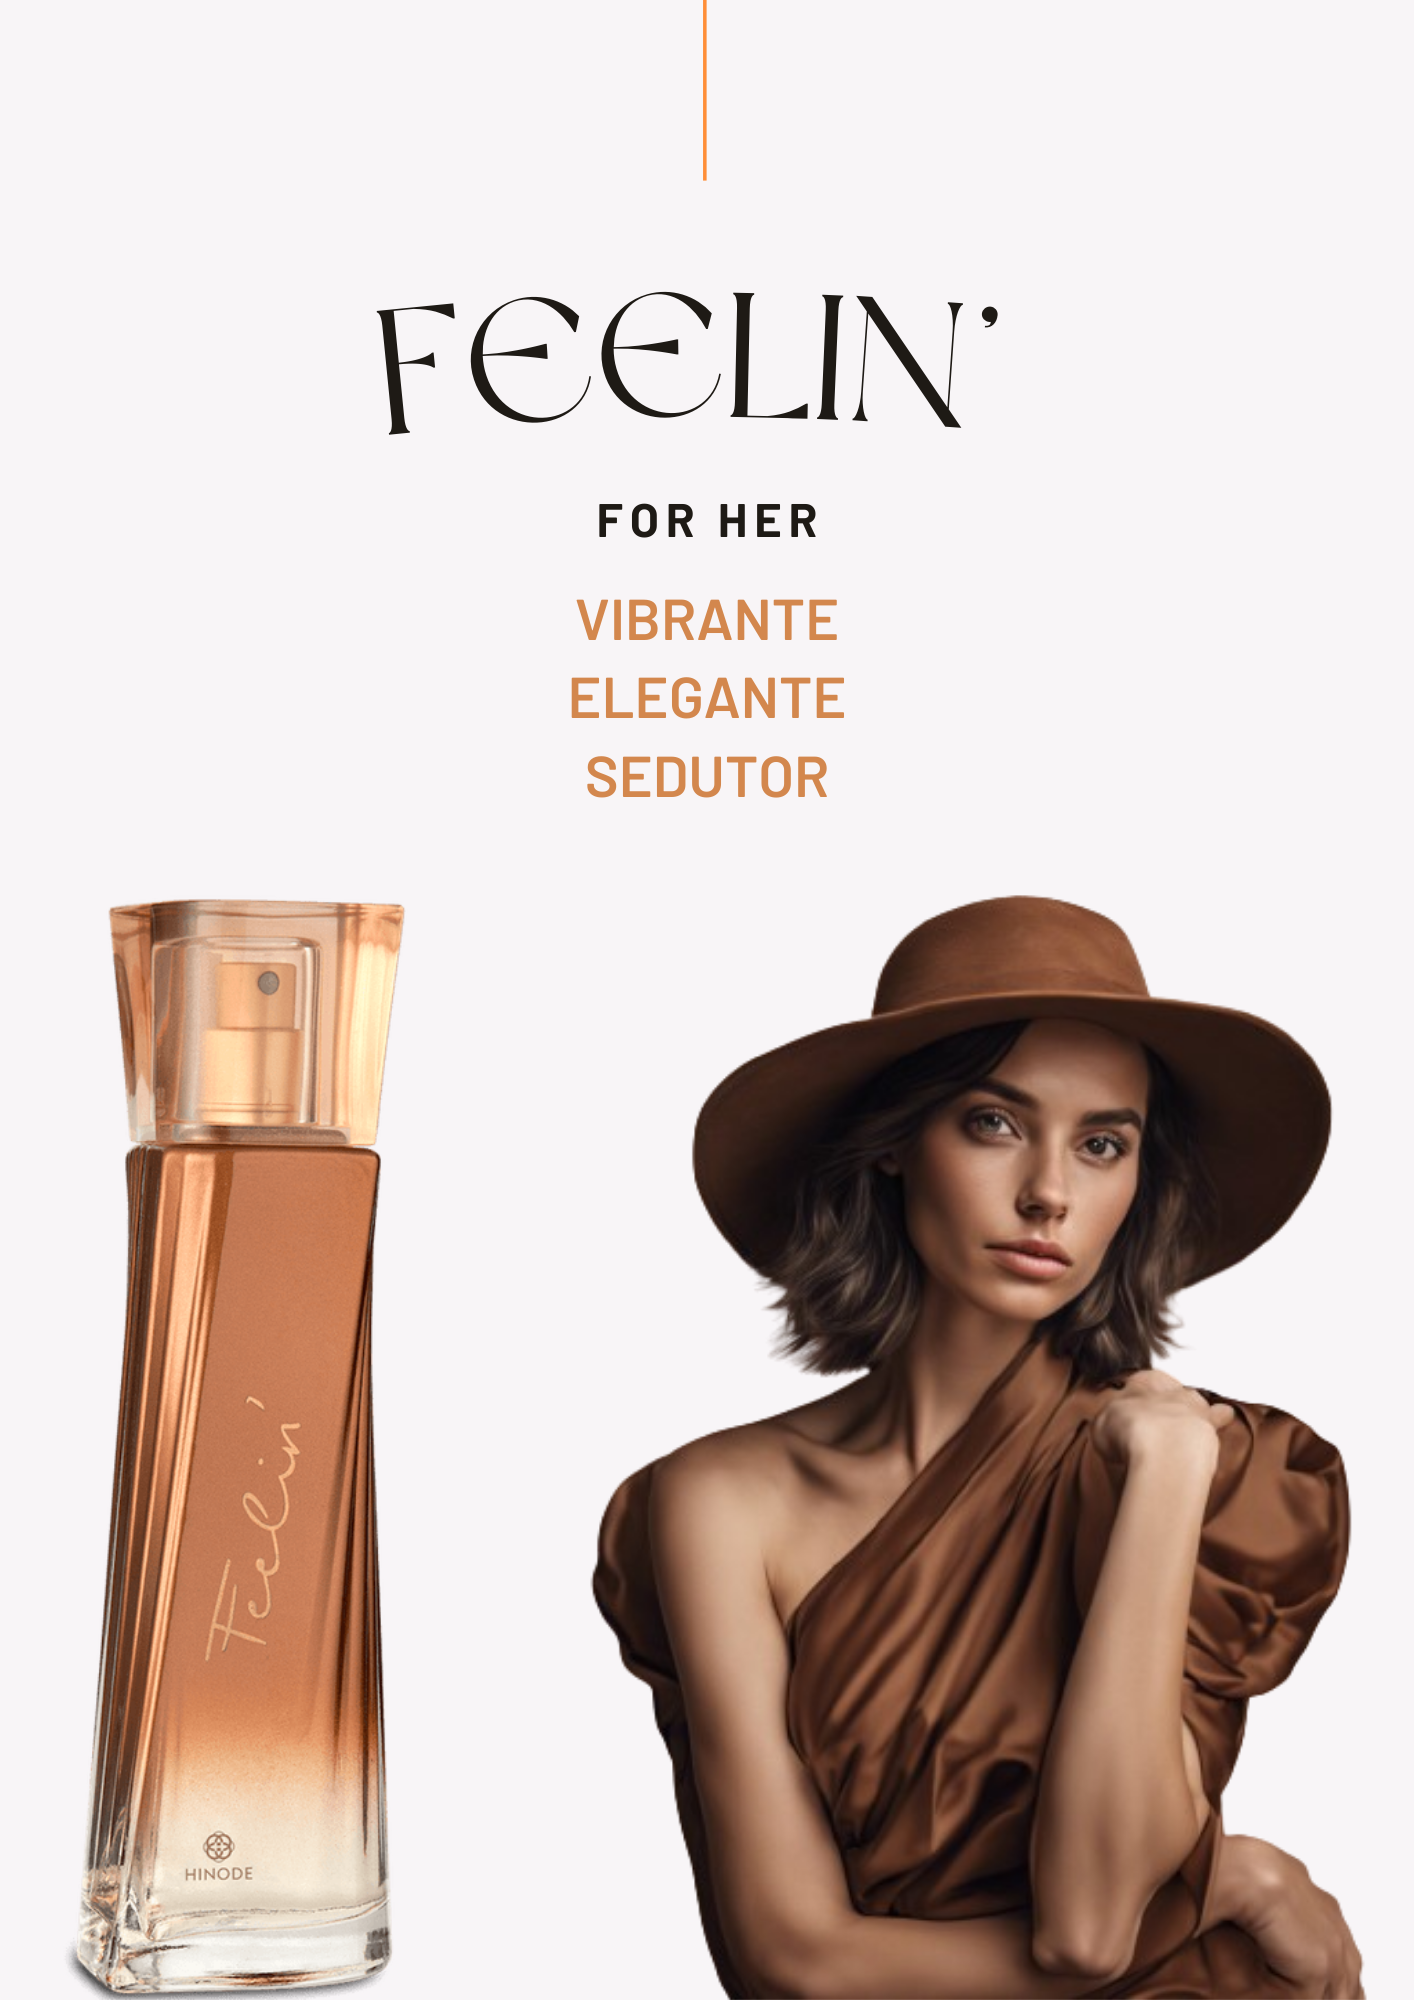 FEELIN’
FOR HER
VIBRANTE
ELEGANTE
SEDUTOR
Feelin’
HINODE